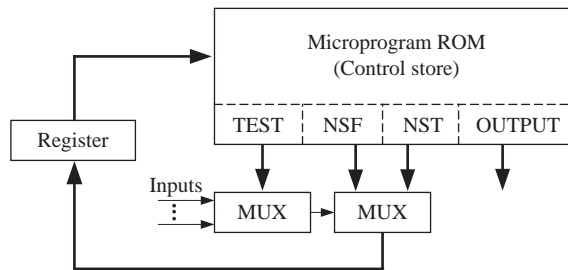 Microprogram ROM
(Control store)
TEST NSF NST OUTPUT
Register
Inputs
MUX MUX